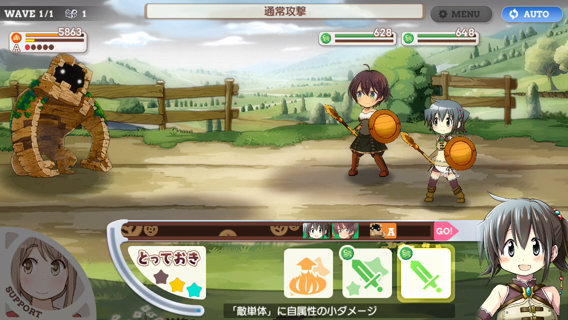 WAVE 1/1
1
通常攻撃
MENU
AUTO
5863
628
648
A
GO!
とっておき
SUPPORT
「敵単体」に自属性の小ダメージ